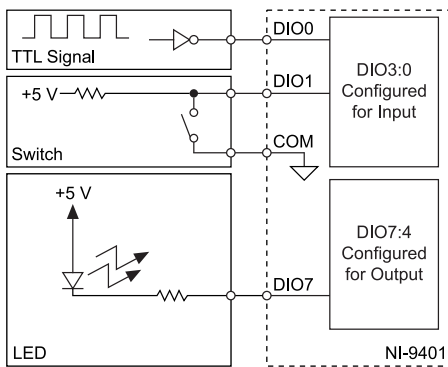 TTL Signal
DIO0
+5 V
Switch
DIO1
COM
DIO3:0
Configured
for Input
+5 V
LED
DIO7
DIO7:4
Configured
for Output
NI-9401